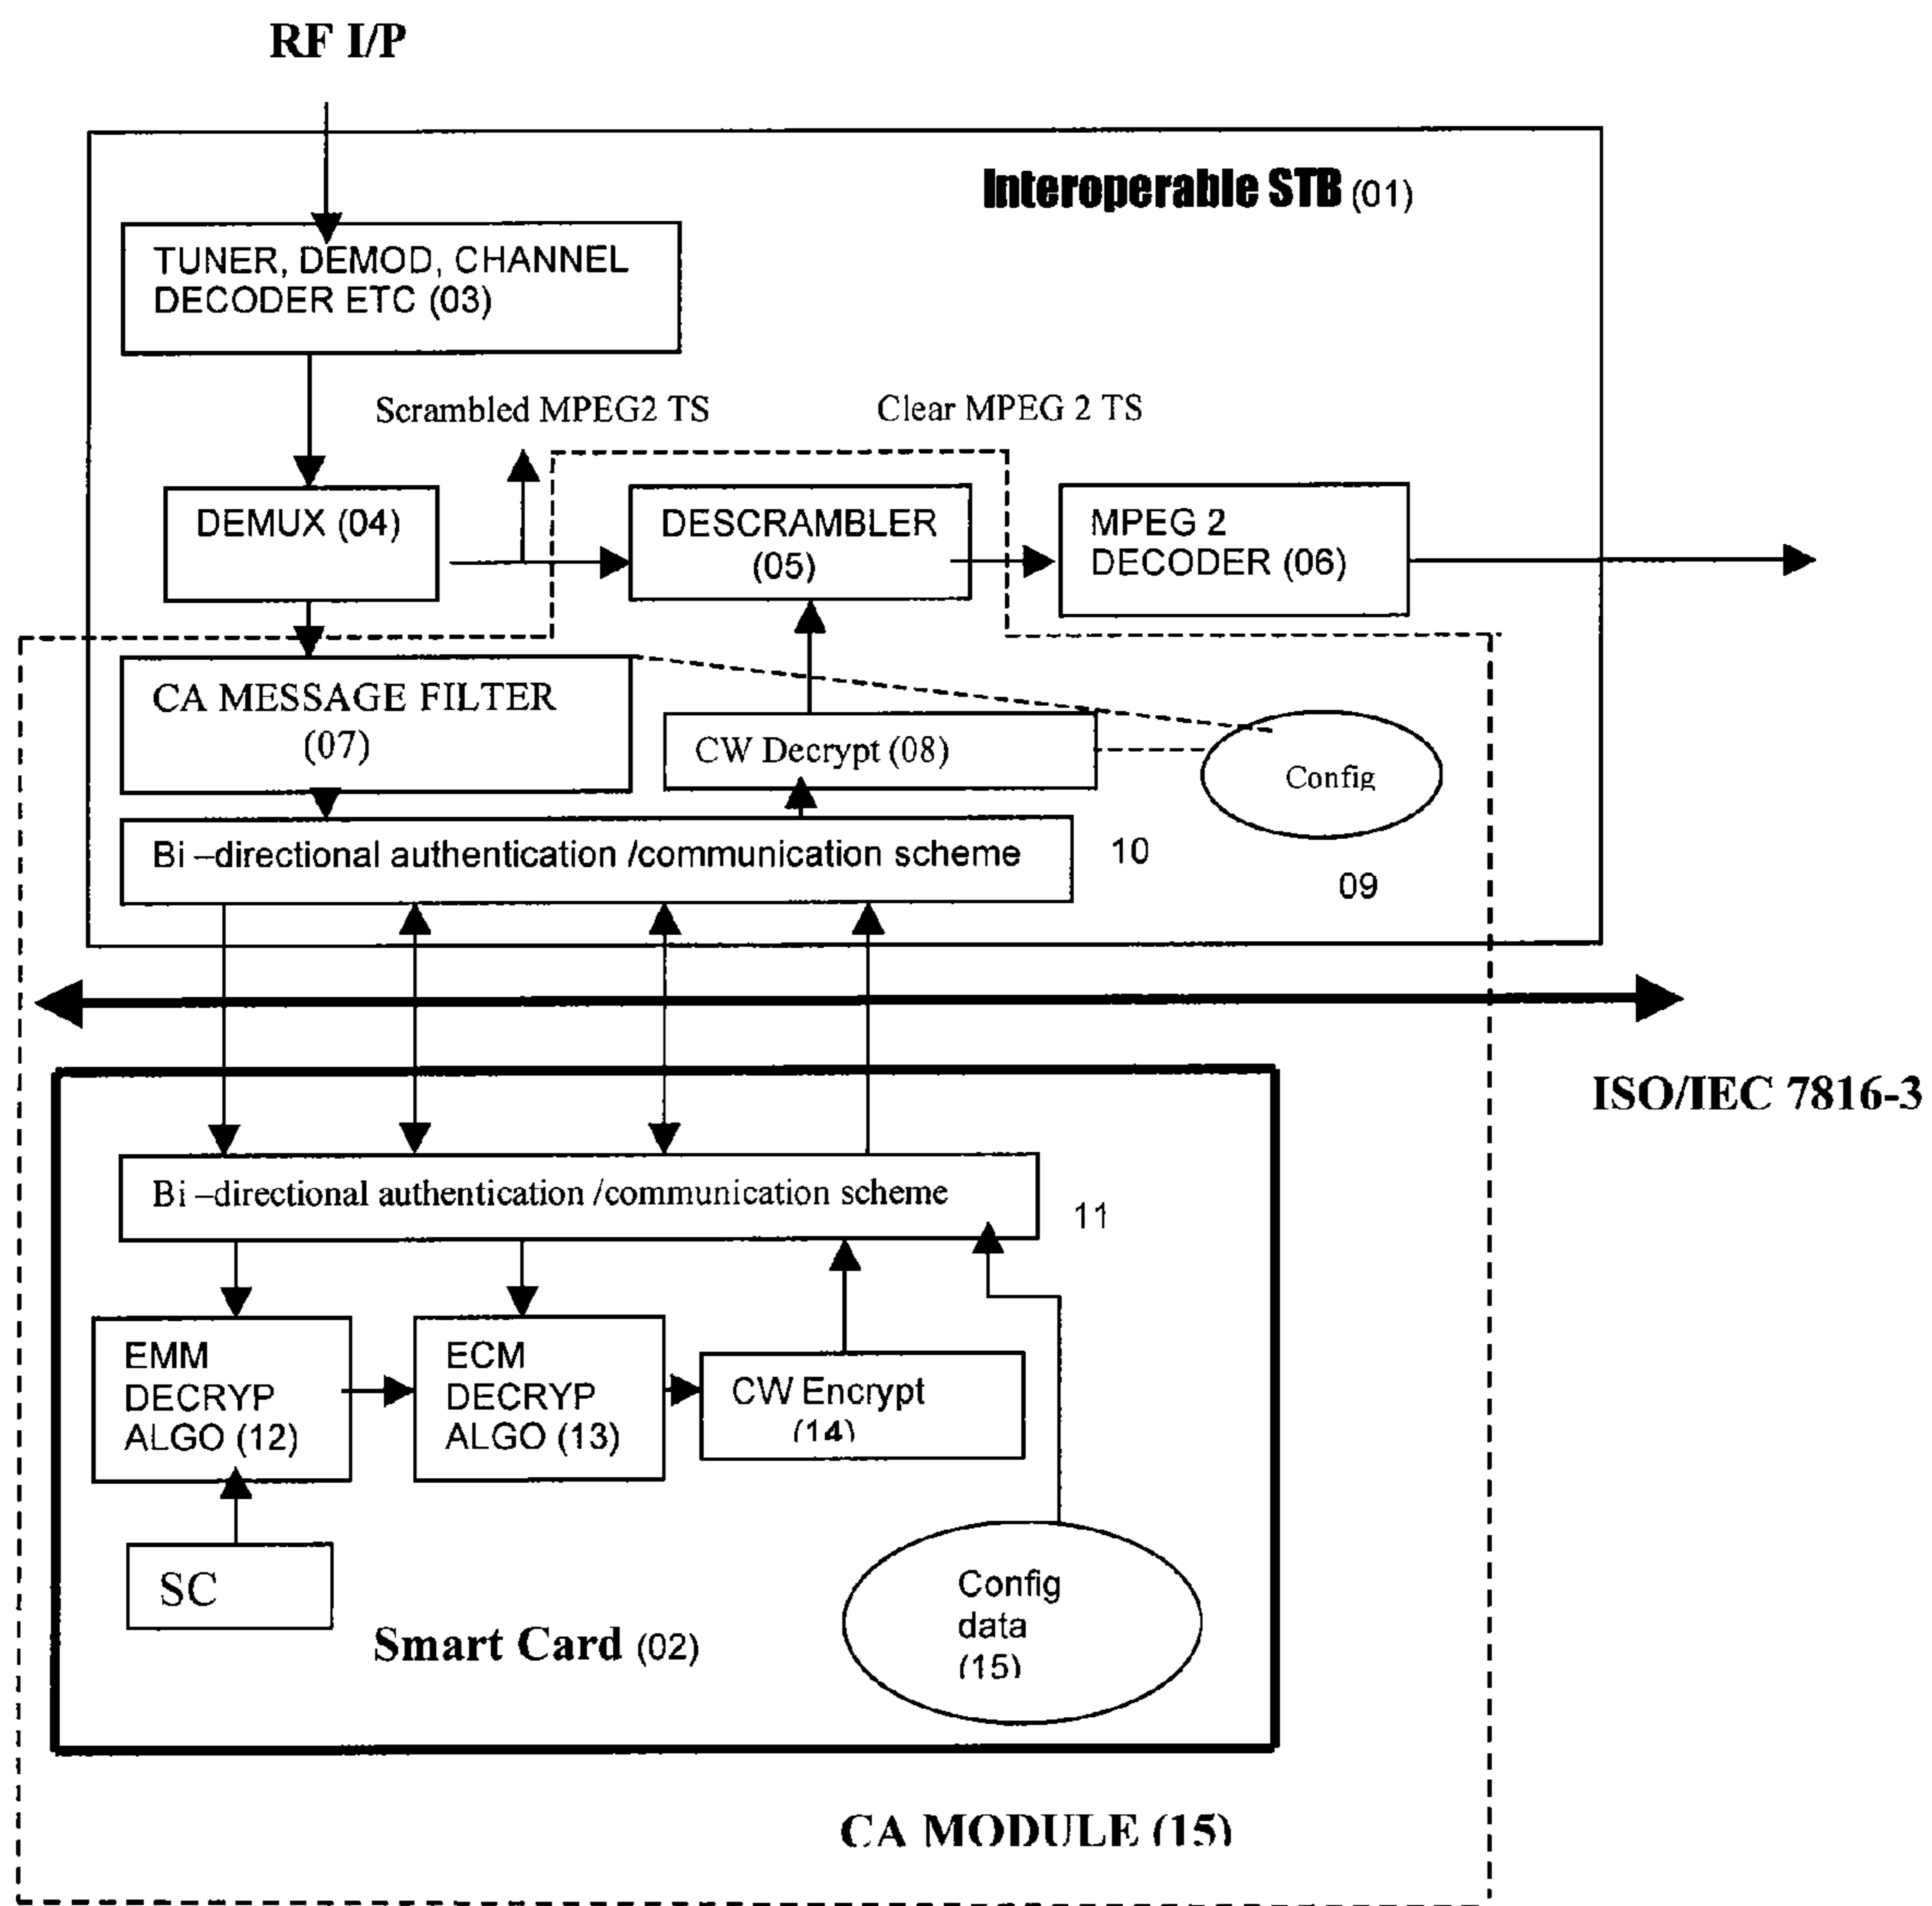 RF I/P
Interoperable STB (01)
TUNER, DEMOD, CHANNEL
DECODER ETC (03)
Scrambled MPEG2 TS
Clear MPEG 2 TS
DEMUX (04)
DESCRAMBLER
(05)
MPEG 2
DECODER (06)
CA MESSAGE FILTER
(07)
CW Decrypt (08)
Config
Bi –directional authentication /communication scheme
10
09
ISO/IEC 7816-3
Bi –directional authentication /communication scheme
11
EMM
DECRYP
ALGO (12)
ECM
DECRYP
ALGO (13)
CW Encrypt
(14)
SC
Smart Card (02)
Config
data
(15)
CA MODULE (15)